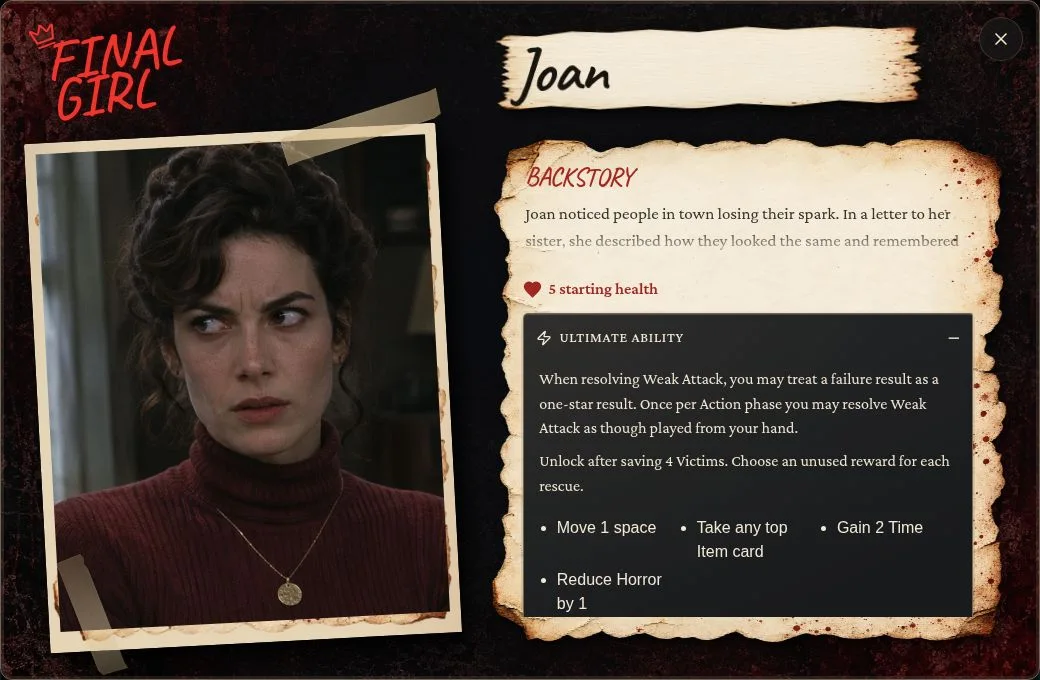 FINAL
GIRL
Joan
BACKSTORY
Joan noticed people in town losing their spark. In a letter to her
sister, she described how they looked the same and remembered
5 starting health
ULTIMATE ABILITY
When resolving Weak Attack, you may treat a failure result as a
one-star result. Once per Action phase you may resolve Weak
Attack as though played from your hand.
Unlock after saving 4 Victims. Choose an unused reward for each
rescue.
• Move 1 space
• Take any top
Item card
• Gain 2 Time
• Reduce Horror
by 1